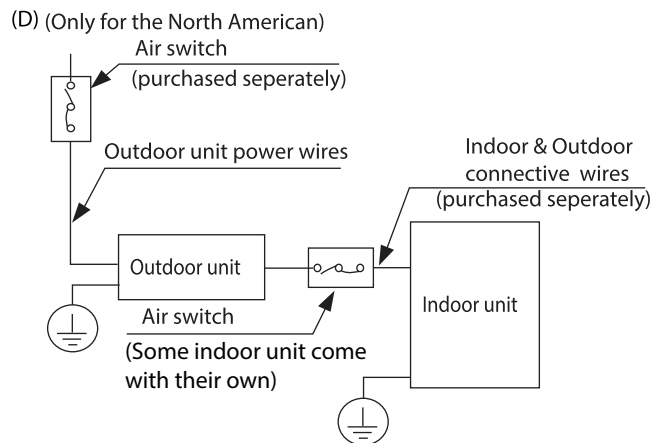 (D) (Only for the North American)
Air switch
(purchased seperately)
Outdoor unit power wires
Indoor & Outdoor
connective wires
(purchased seperately)
Outdoor unit
Indoor unit
Air switch
(Some indoor unit come
with their own)